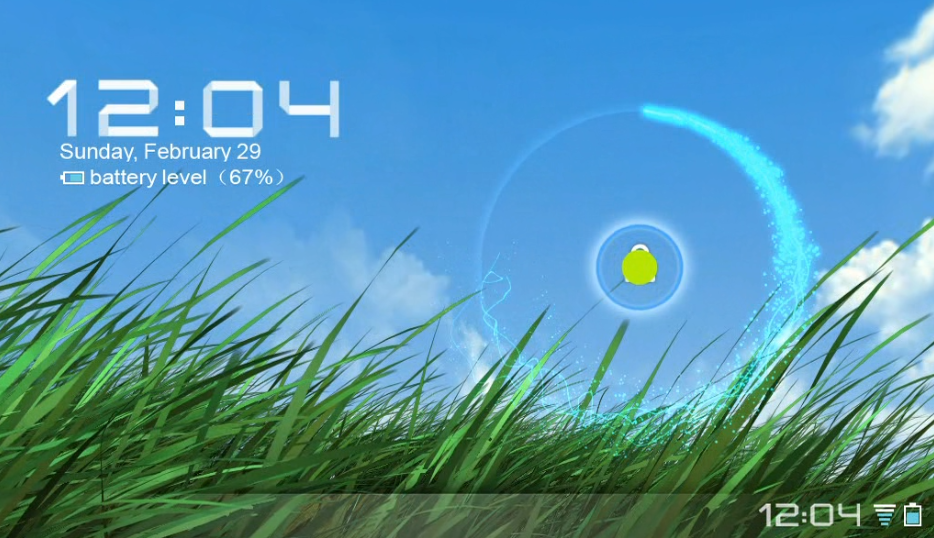 12:04
Sunday, February 29
battery level（67%）
12:04